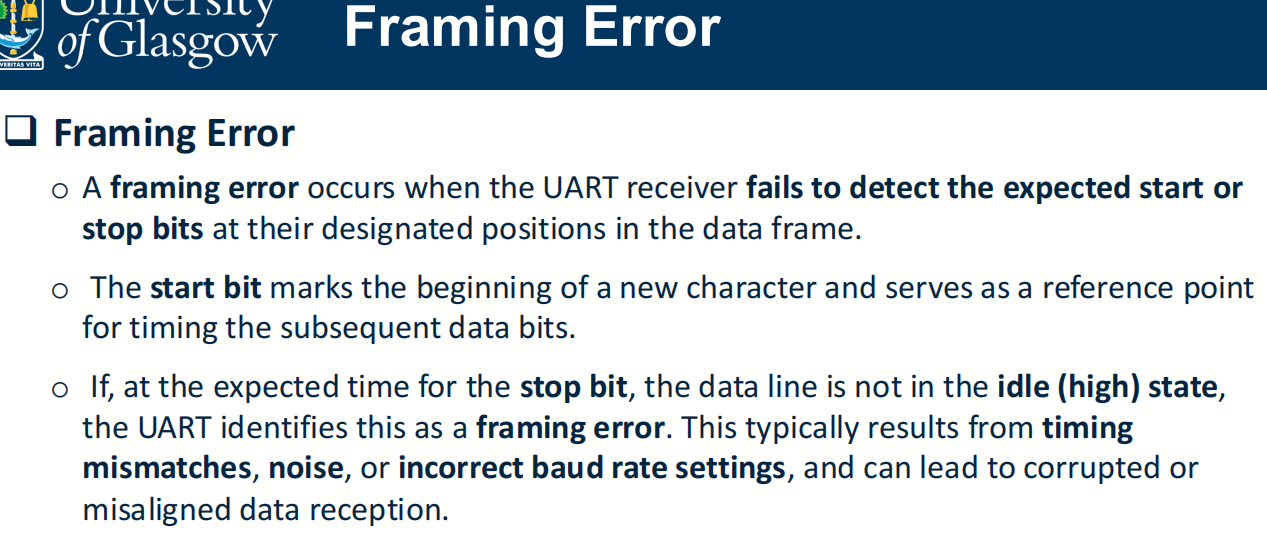 University
of Glasgow
VERITAS VITA
Framing Error
❑ Framing Error
o A framing error occurs when the UART receiver fails to detect the expected start or
stop bits at their designated positions in the data frame.
o The start bit marks the beginning of a new character and serves as a reference point
for timing the subsequent data bits.
o If, at the expected time for the stop bit, the data line is not in the idle (high) state,
the UART identifies this as a framing error. This typically results from timing
mismatches, noise, or incorrect baud rate settings, and can lead to corrupted or
misaligned data reception.